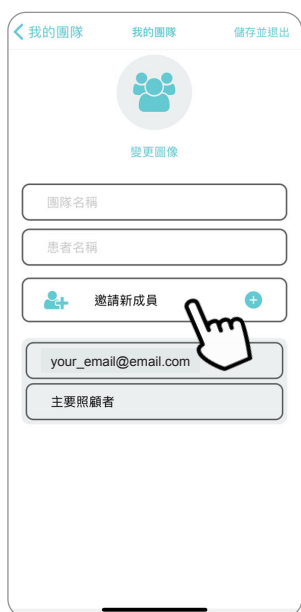 我的團隊 我的團隊 儲存並退出
變更圖像
團隊名稱
患者名稱
邀請新成員
your_email@email.com
主要照顧者